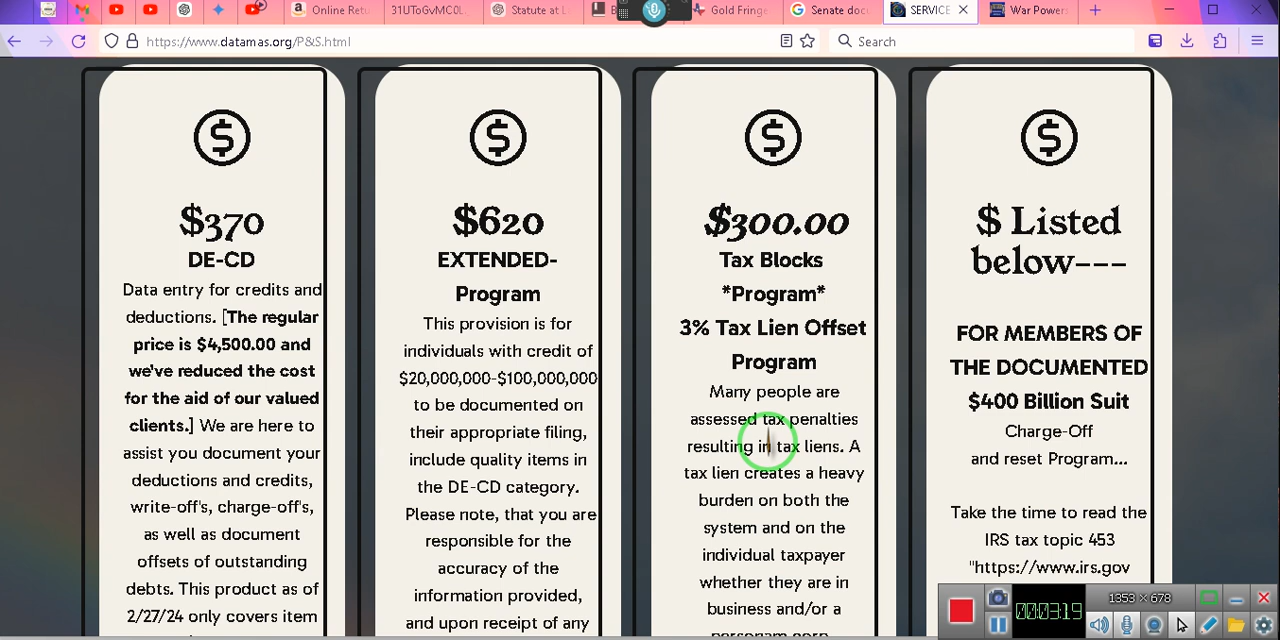 Online Retu
31UToGvMC0L.
Statute at L
Gold Fringe
Senate doc
SERVICE
War Powers
https://www.datamas.org/P&S.html
Search
$370
DE-CD
Data entry for credits and
deductions. [The regular
price is $4,500.00 and
we've reduced the cost
for the aid of our valued
clients.] We are here to
assist you document your
deductions and credits,
write-off's, charge-off's,
as well as document
offsets of outstanding
debts. This product as of
2/27/24 only covers item
$620
EXTENDED-
Program
This provision is for
individuals with credit of
$20,000,000-$100,000,000
to be documented on
their appropriate filing,
include quality items in
the DE-CD category.
Please note, that you are
responsible for the
accuracy of the
information provided,
and upon receipt of any
$300.00
Tax Blocks
*Program*
3% Tax Lien Offset
Program
Many people are
assessed tax penalties
resulting in tax liens. A
tax lien creates a heavy
burden on both the
system and on the
individual taxpayer
whether they are in
business and/or a
personam corp
$ Listed
below---
FOR MEMBERS OF
THE DOCUMENTED
$400 Billion Suit
Charge-Off
and reset Program...
Take the time to read the
IRS tax topic 453
"https://www.irs.gov
1353 × 678
00:03:19